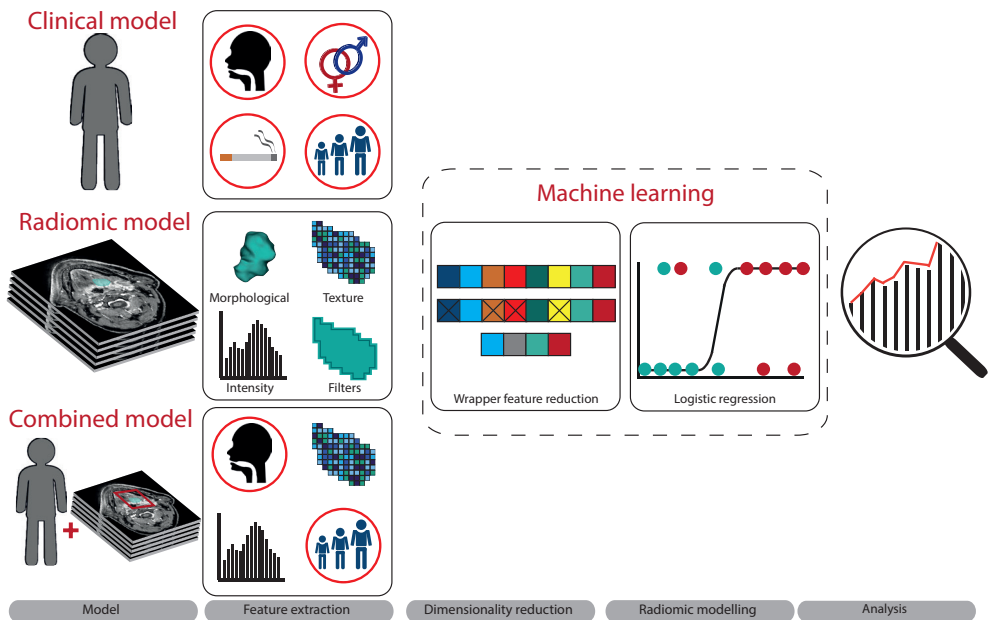 Clinical model
Radiomic model
Morphological
Texture
Intensity
Filters
Combined model
+
Machine learning
Wrapper feature reduction
Logistic regression
Model
Feature extraction
Dimensionality reduction
Radiomic modelling
Analysis